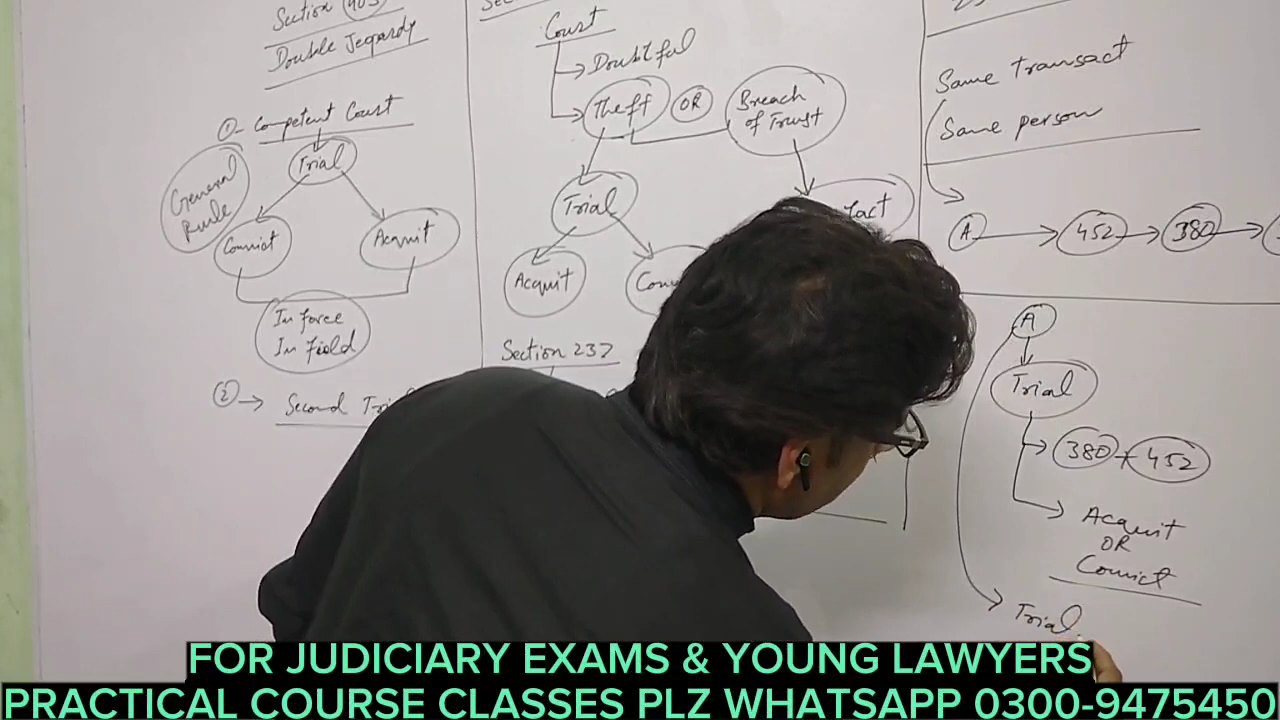 Section 403
Double Jeopardy
① Competent Court
Trial
General
Rule
Convict
Acquit
In force
In Field
② → Second
Court
Doubtful
Theft
OR
Breach
of Trust
Trial
Acquit
Section 237
Same transact
Same person
A
452
380
A
Trial
380 + 452
Acquit
OR
Convict
Trial
FOR JUDICIARY EXAMS & YOUNG LAWYERS
PRACTICAL COURSE CLASSES PLZ WHATSAPP 0300-9475450